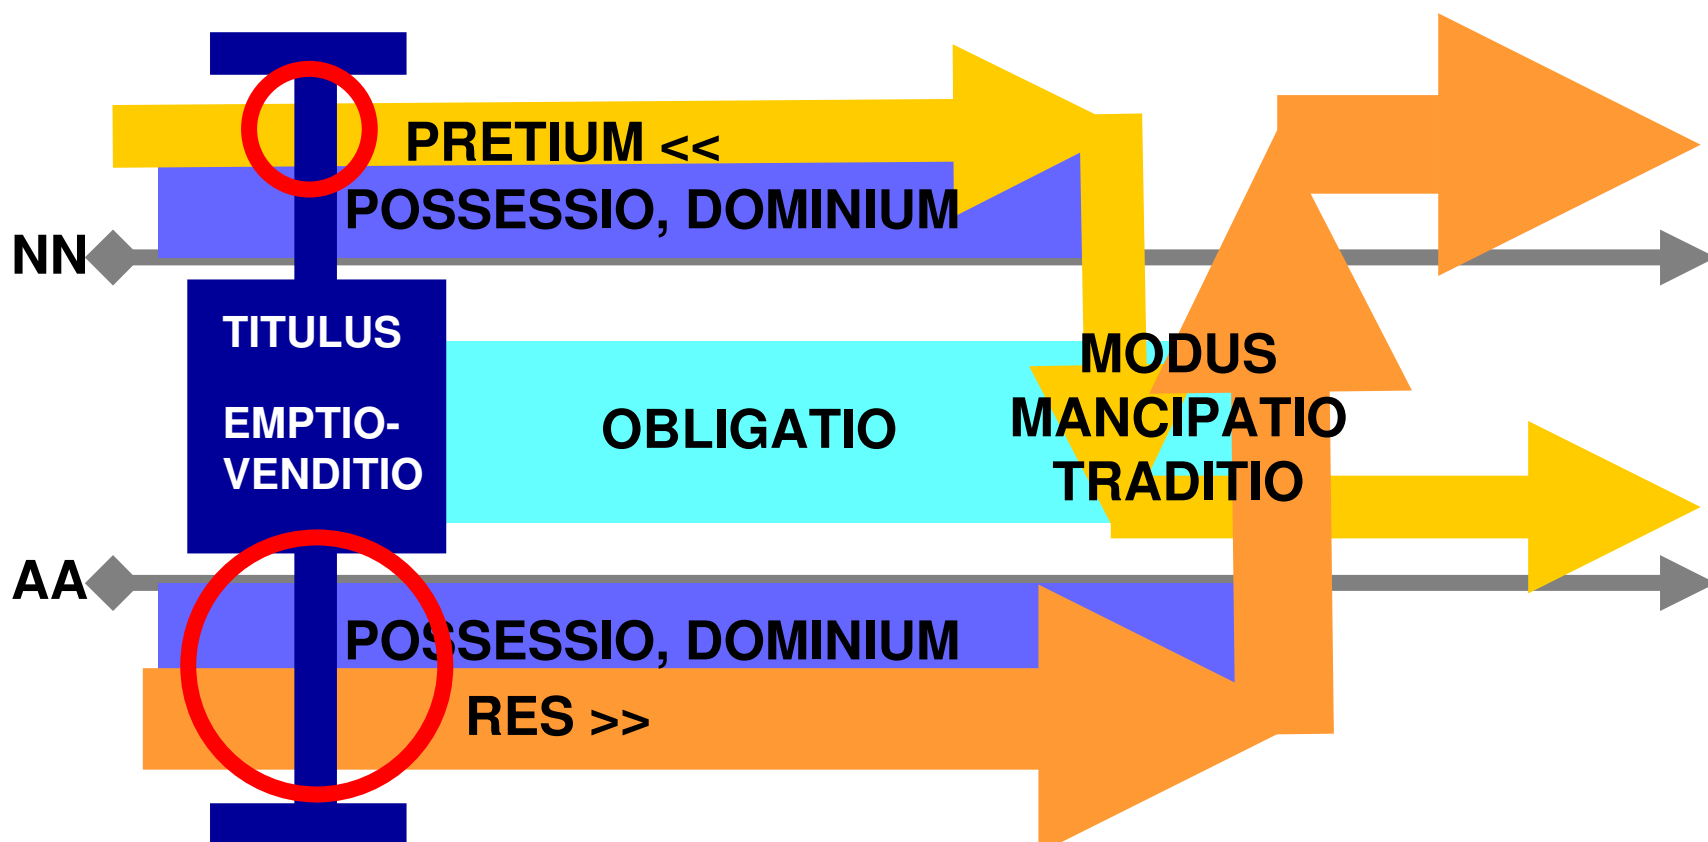 PRETIUM <<
POSSESSIO, DOMINIUM
NN
TITULUS
EMPTIO-
VENDITIO
OBLIGATIO
MODUS
MANCIPATIO
TRADITIO
AA
POSSESSIO, DOMINIUM
RES >>